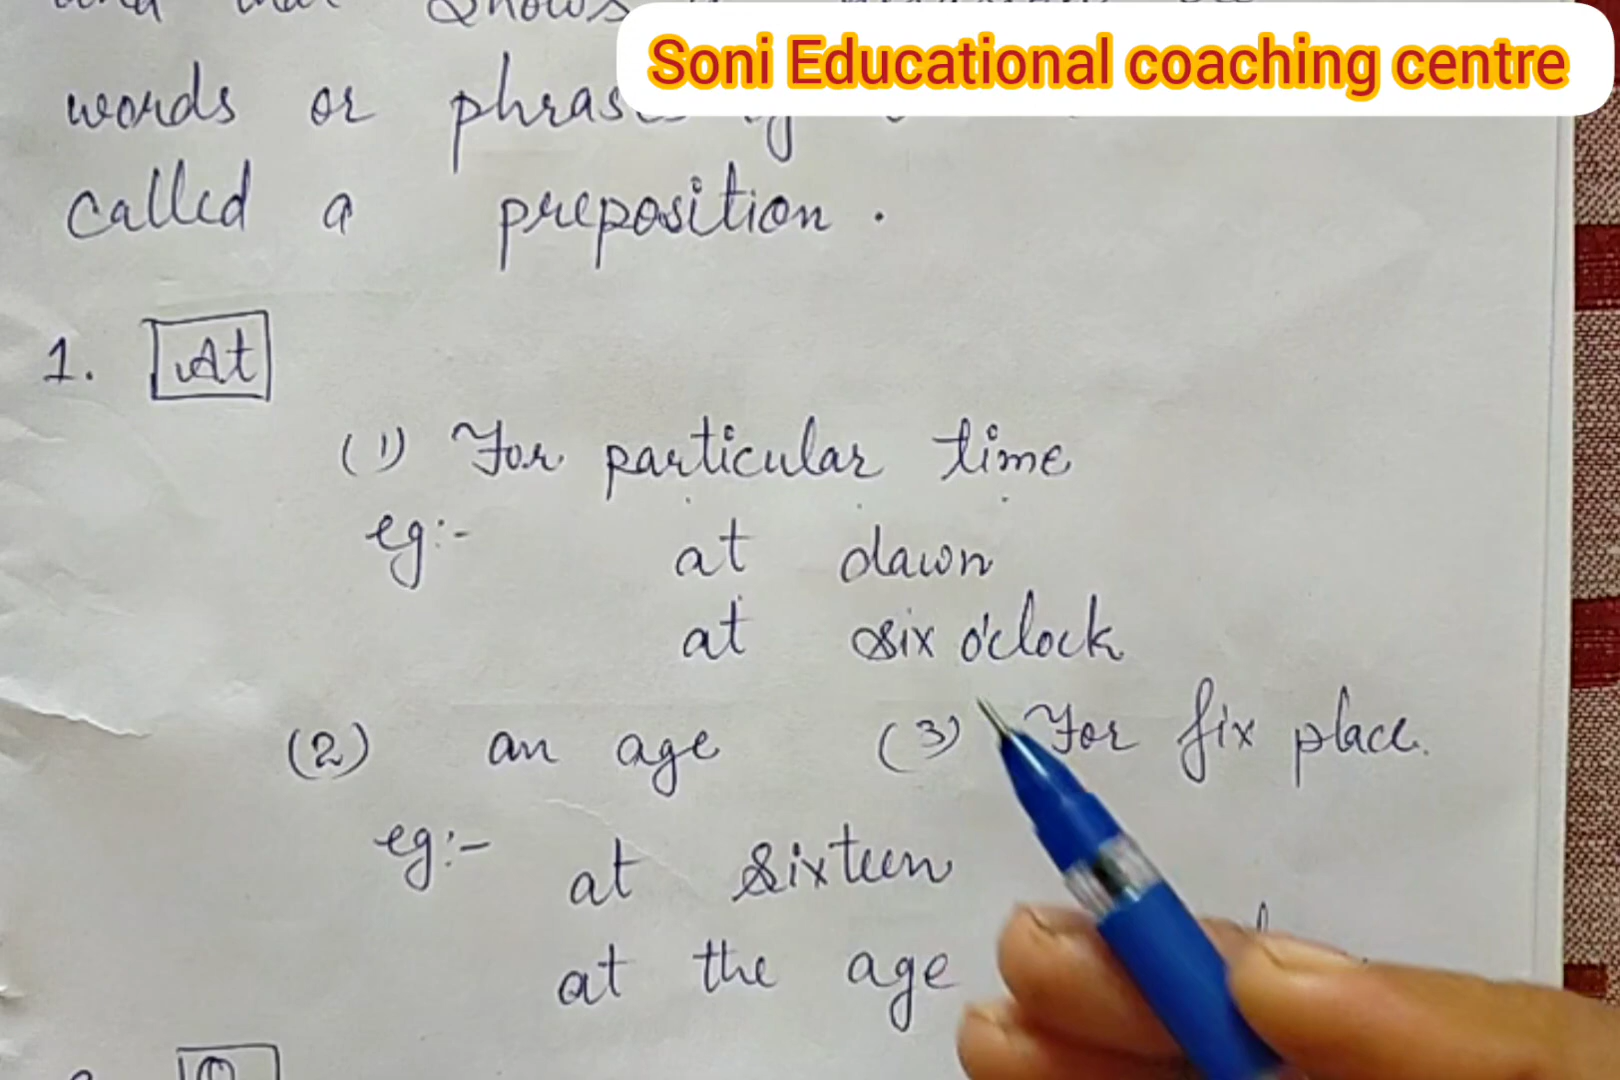 Soni Educational coaching centre
shows
words or
called a preposition.
1. At
(1) For particular time
eg:- at dawn
at six o'clock
(2) an age (3) For fix place.
eg:- at sixteen
at the age